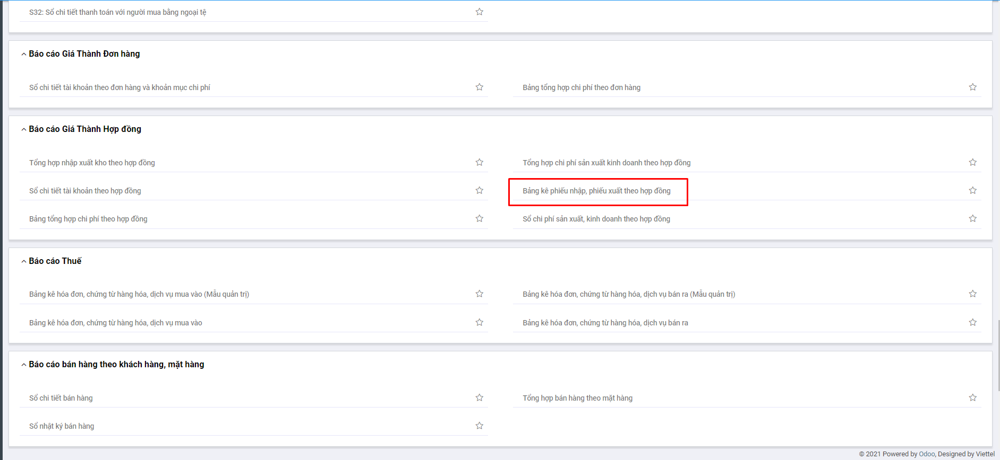 S32: Sổ chi tiết thanh toán với người mua bằng ngoại tệ
Báo cáo Giá Thành Đơn hàng
Sổ chi tiết tài khoản theo đơn hàng và khoản mục chi phí
Bảng tổng hợp chi phí theo đơn hàng
Báo cáo Giá Thành Hợp đồng
Tổng hợp nhập xuất kho theo hợp đồng
Tổng hợp chi phí sản xuất kinh doanh theo hợp đồng
Sổ chi tiết tài khoản theo hợp đồng
Bảng kê phiếu nhập, phiếu xuất theo hợp đồng
Bảng tổng hợp chi phí theo hợp đồng
Sổ chi phí sản xuất, kinh doanh theo hợp đồng
Báo cáo Thuế
Bảng kê hóa đơn, chứng từ hàng hóa, dịch vụ mua vào (Mẫu quản trị)
Bảng kê hóa đơn, chứng từ hàng hóa, dịch vụ bán ra (Mẫu quản trị)
Bảng kê hóa đơn, chứng từ hàng hóa, dịch vụ mua vào
Bảng kê hóa đơn, chứng từ hàng hóa, dịch vụ bán ra
Báo cáo bán hàng theo khách hàng, mặt hàng
Sổ chi tiết bán hàng
Tổng hợp bán hàng theo mặt hàng
Sổ nhật ký bán hàng
© 2021 Powered by Odoo, Designed by Viettel